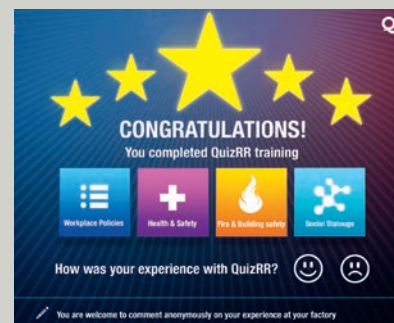 Q
CONGRATULATIONS!
You completed QuizRR training
Workplace Policies
Health & Safety
Fire & Building safety
Social Dialouge
How was your experience with QuizRR?
You are welcome to comment anonymously on your experience at your factory